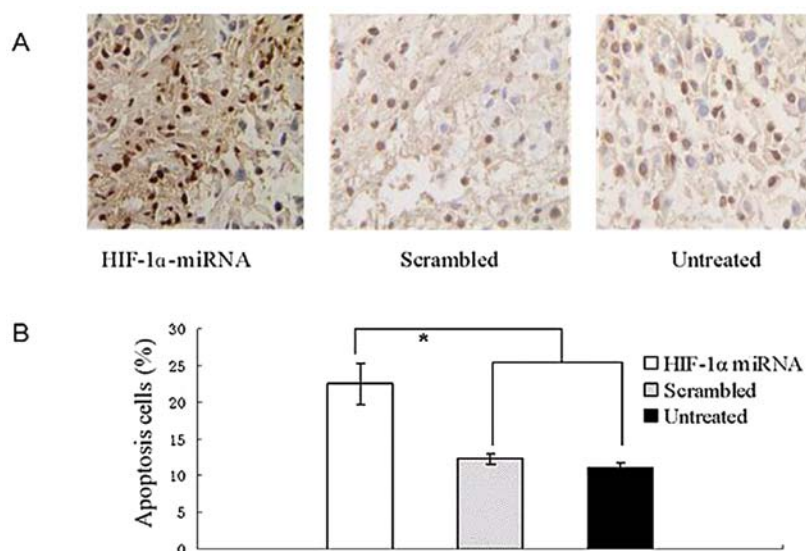 A
HIF-1α-miRNA
Scrambled
Untreated
B
Apoptosis cells (%)
30
25
20
15
10
5
0
*
HIF-1α miRNA
Scrambled
Untreated